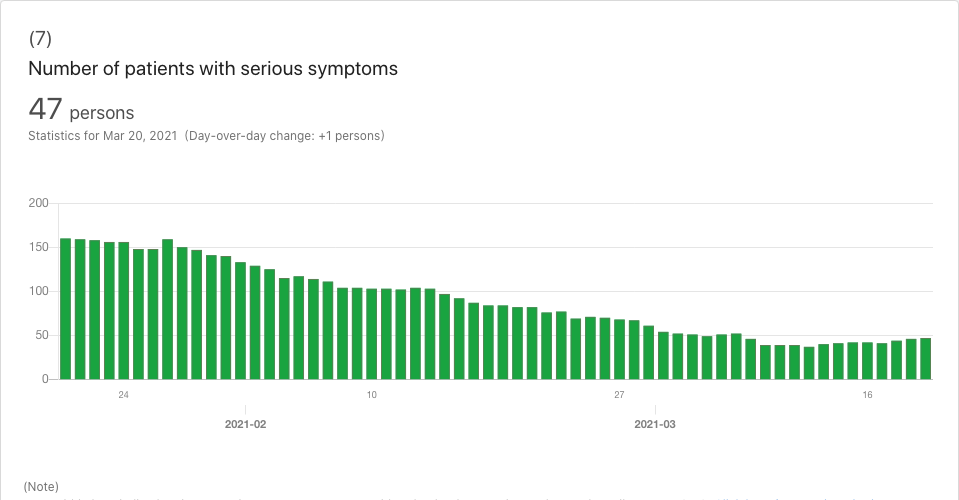 (7)
Number of patients with serious symptoms
47 persons
Statistics for Mar 20, 2021 (Day-over-day change: +1 persons)
200
150
100
50
0
24 10 27 16
2021-02 2021-03
(Note)